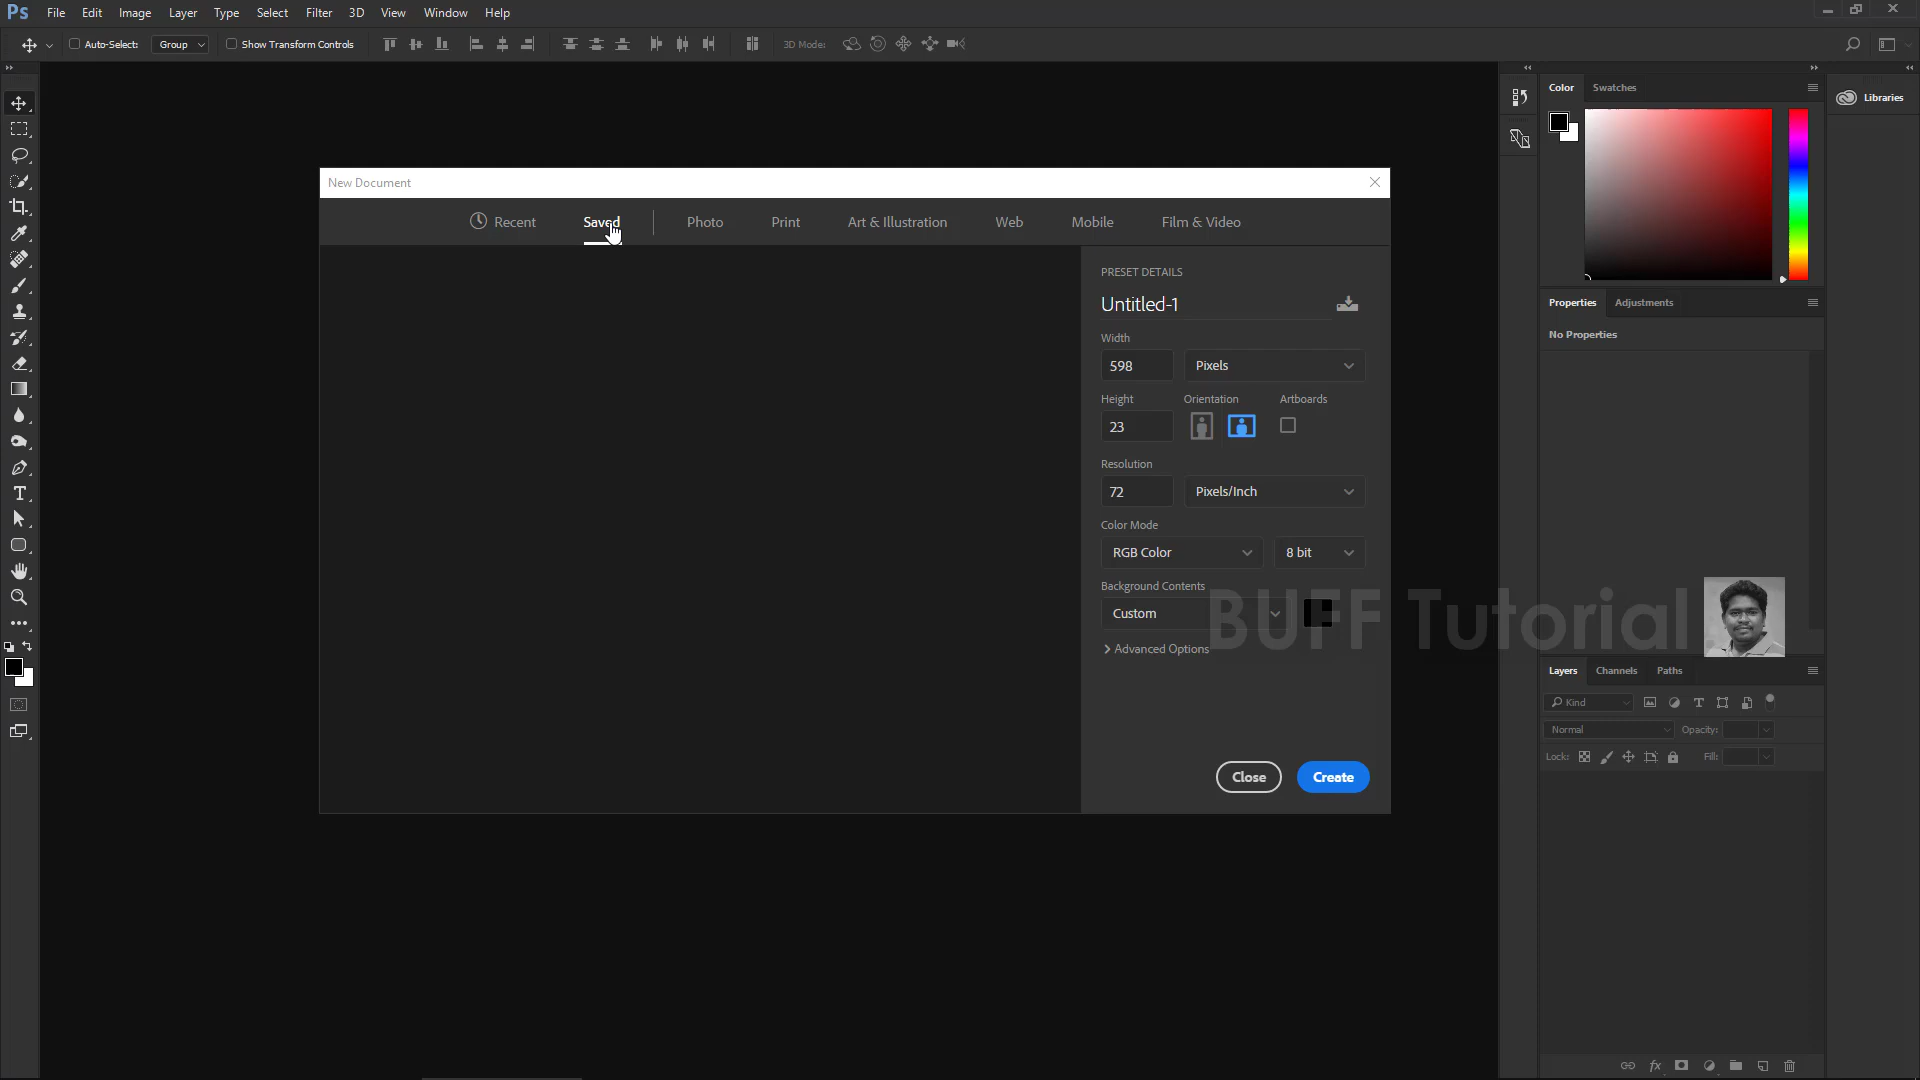 Ps File Edit Image Layer Type Select Filter 3D View Window Help
Auto-Select: Group Show Transform Controls 3D Mode:
Color Swatches
Libraries
New Document
Recent Saved Photo Print Art & Illustration Web Mobile Film & Video
PRESET DETAILS
Untitled-1
Width
598 Pixels
Height Orientation Artboards
23
Resolution
72 Pixels/Inch
Color Mode
RGB Color 8 bit
Background Contents
Custom
Advanced Options
Close Create
BUFF Tutorial
Properties Adjustments
No Properties
Layers Channels Paths
Kind
Normal Opacity:
Lock: Fill: